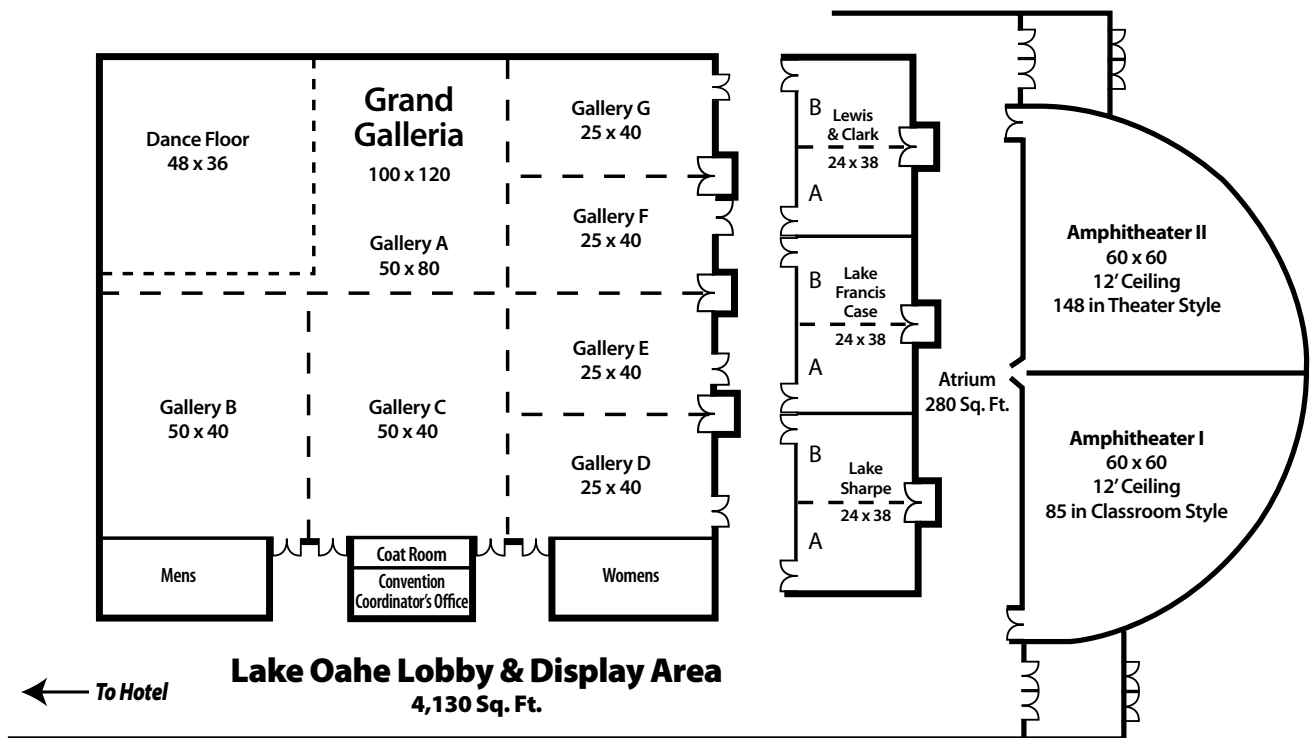 Grand
Galleria
100 x 120
Dance Floor
48 x 36
Gallery A
50 x 80
Gallery G
25 x 40
Gallery F
25 x 40
Gallery B
50 x 40
Gallery C
50 x 40
Gallery E
25 x 40
Gallery D
25 x 40
Mens
Coat Room
Convention
Coordinator's Office
Womens
B
Lewis
& Clark
24 x 38
A
B
Lake
Francis
Case
24 x 38
A
B
Lake
Sharpe
24 x 38
A
Atrium
280 Sq. Ft.
Amphitheater II
60 x 60
12' Ceiling
148 in Theater Style
Amphitheater I
60 x 60
12' Ceiling
85 in Classroom Style
Lake Oahe Lobby & Display Area
4,130 Sq. Ft.
To Hotel